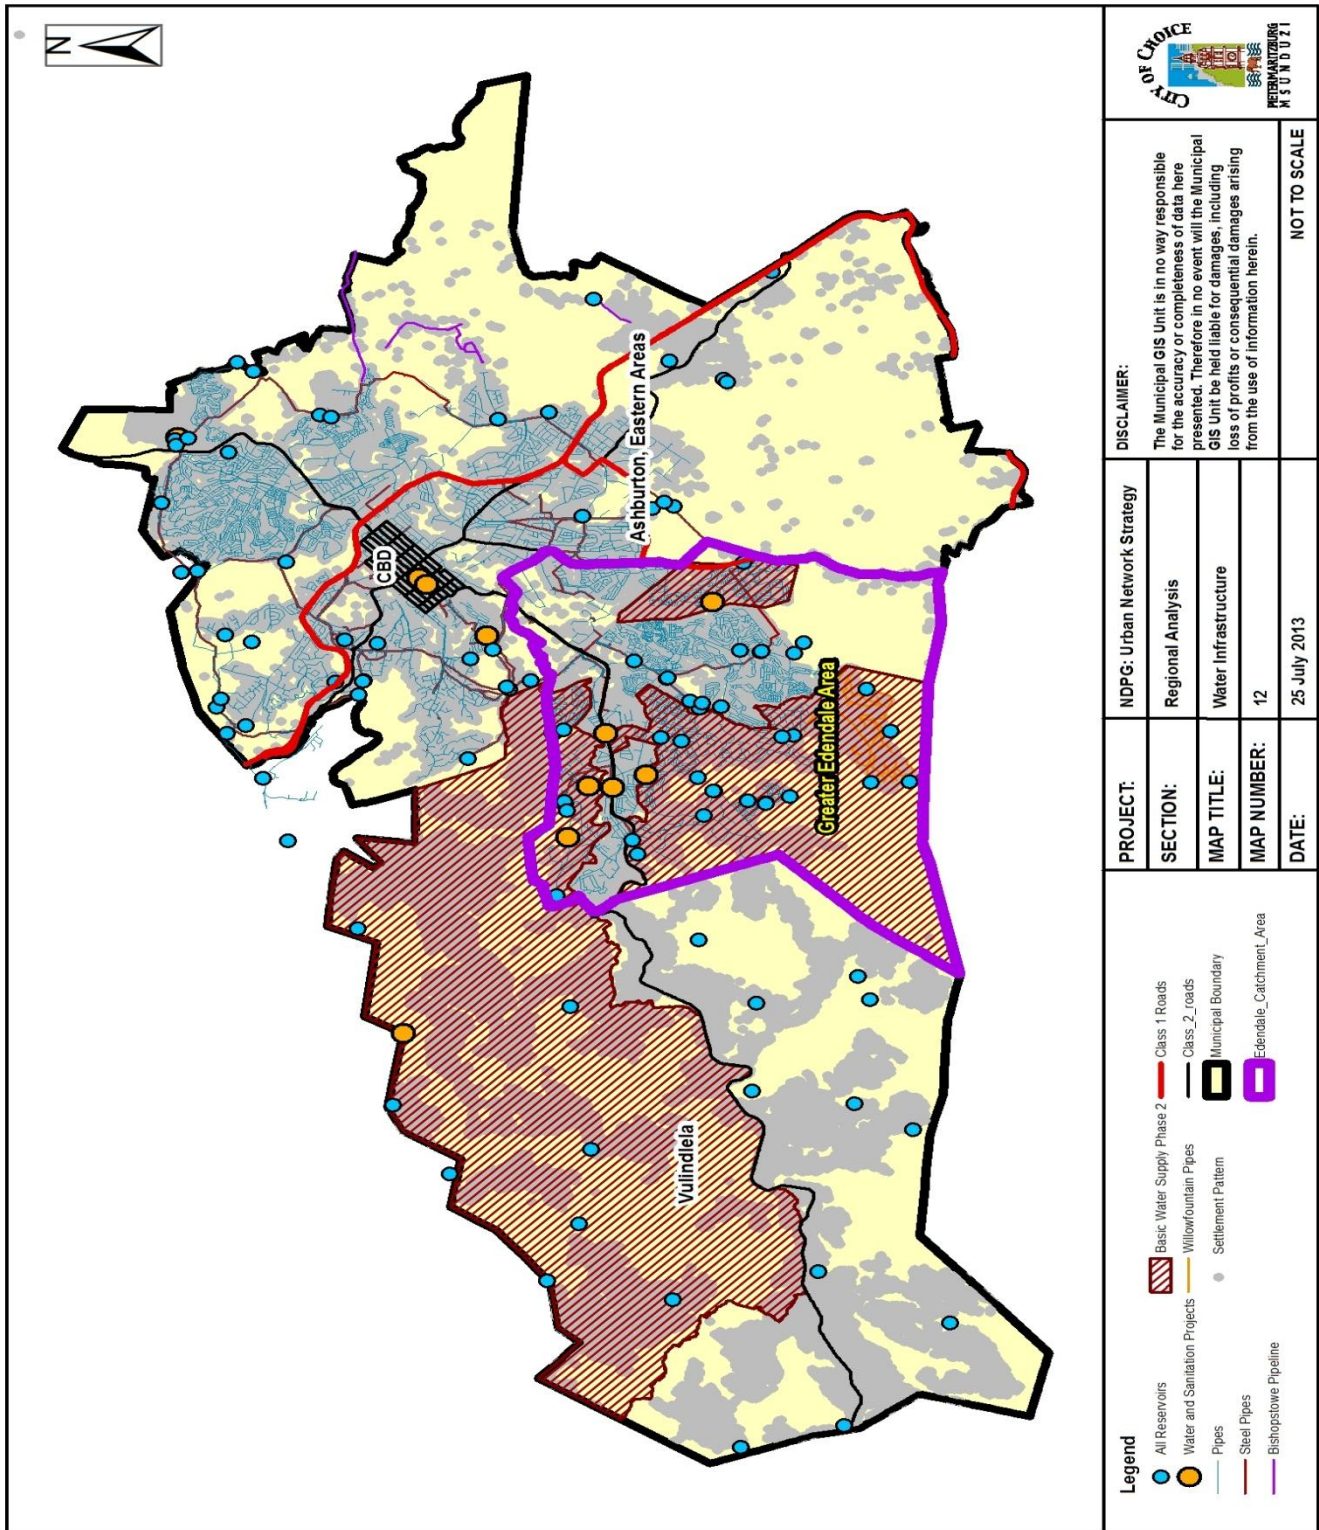 N
CBD
Ashburton, Eastern Areas
Greater Edendale Area
Vulindlela
Legend
All Reservoirs
Water and Sanitation Projects
Pipes
Steel Pipes
Bishopstowe Pipeline
Basic Water Supply Phase 2
Willowfountain Pipes
Settlement Pattern
Class 1 Roads
Class_2_roads
Municipal Boundary
Edendale_Catchment_Area
PROJECT:
NDPG: Urban Network Strategy
SECTION:
Regional Analysis
MAP TITLE:
Water Infrastructure
MAP NUMBER:
12
DATE:
25 July 2013
DISCLAIMER:
The Municipal GIS Unit is in no way responsible
for the accuracy or completeness of data here
presented. Therefore in no event will the Municipal
GIS Unit be held liable for damages, including
loss of profits or consequential damages arising
from the use of information herein.
NOT TO SCALE
CITY OF CHOICE
PIETERMARITZBURG
MSUNDUZI